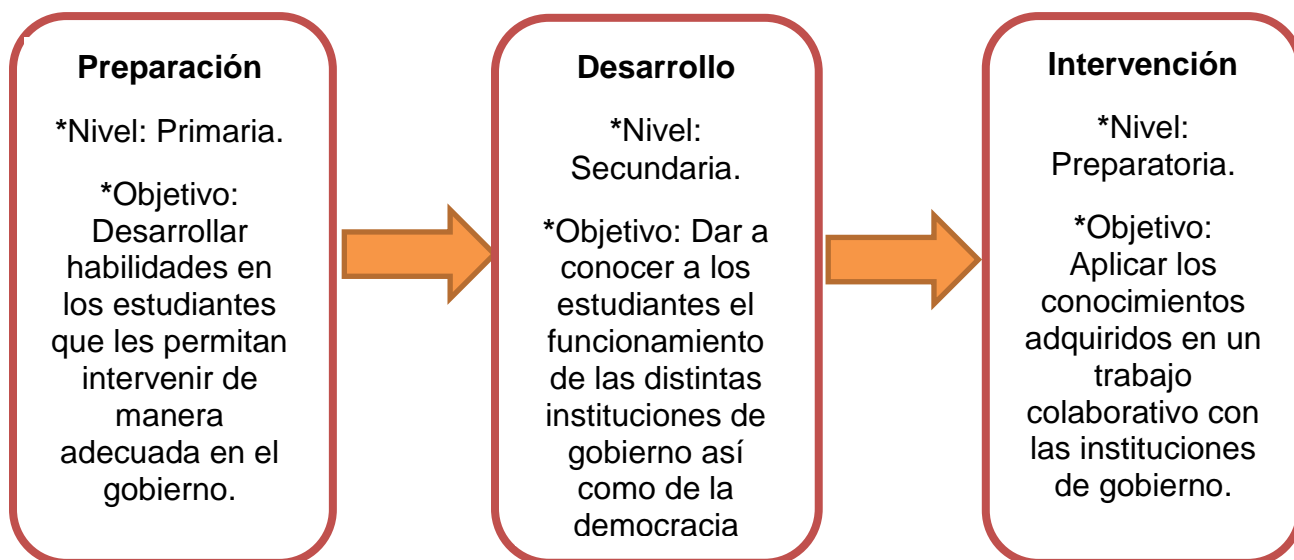 Preparación
*Nivel: Primaria.
*Objetivo:
Desarrollar
habilidades en
los estudiantes
que les permitan
intervenir de
manera
adecuada en el
gobierno.
Desarrollo
*Nivel:
Secundaria.
*Objetivo: Dar a
conocer a los
estudiantes el
funcionamiento
de las distintas
instituciones de
gobierno así
como de la
democracia
Intervención
*Nivel:
Preparatoria.
*Objetivo:
Aplicar los
conocimientos
adquiridos en un
trabajo
colaborativo con
las instituciones
de gobierno.